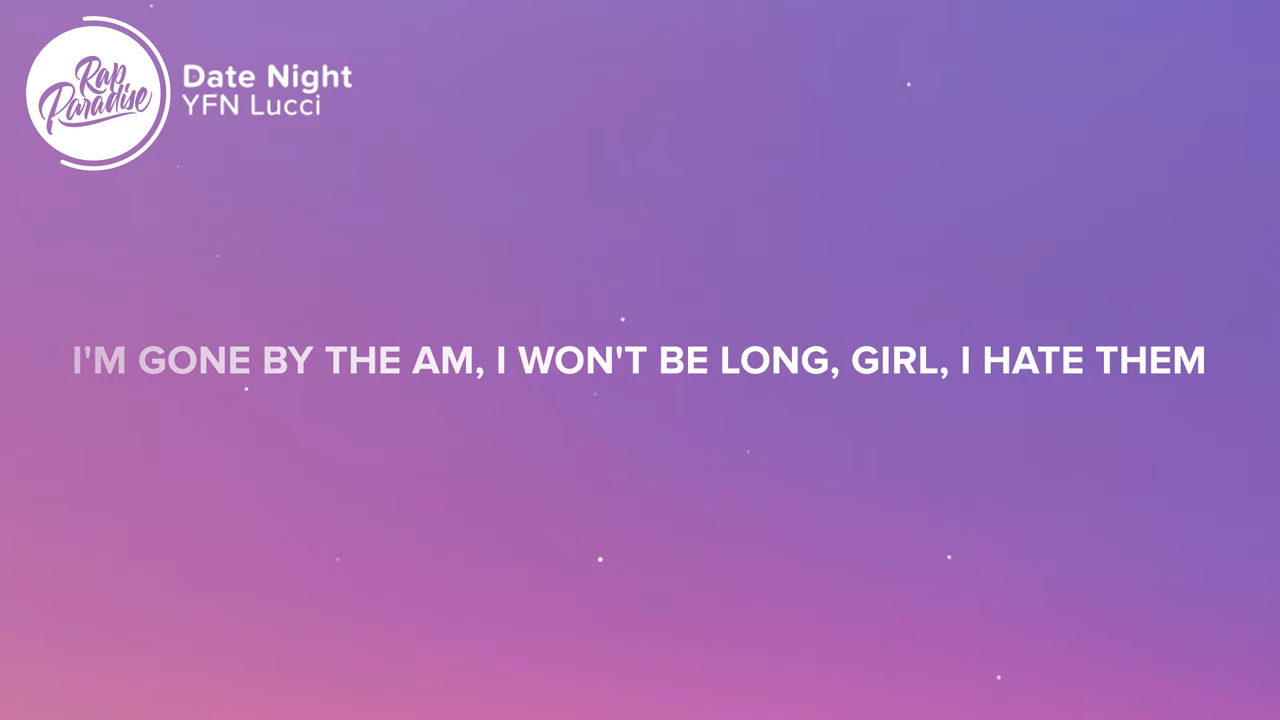 Rap
Paradise
Date Night
YFN Lucci
I'M GONE BY THE AM, I WON'T BE LONG, GIRL, I HATE THEM